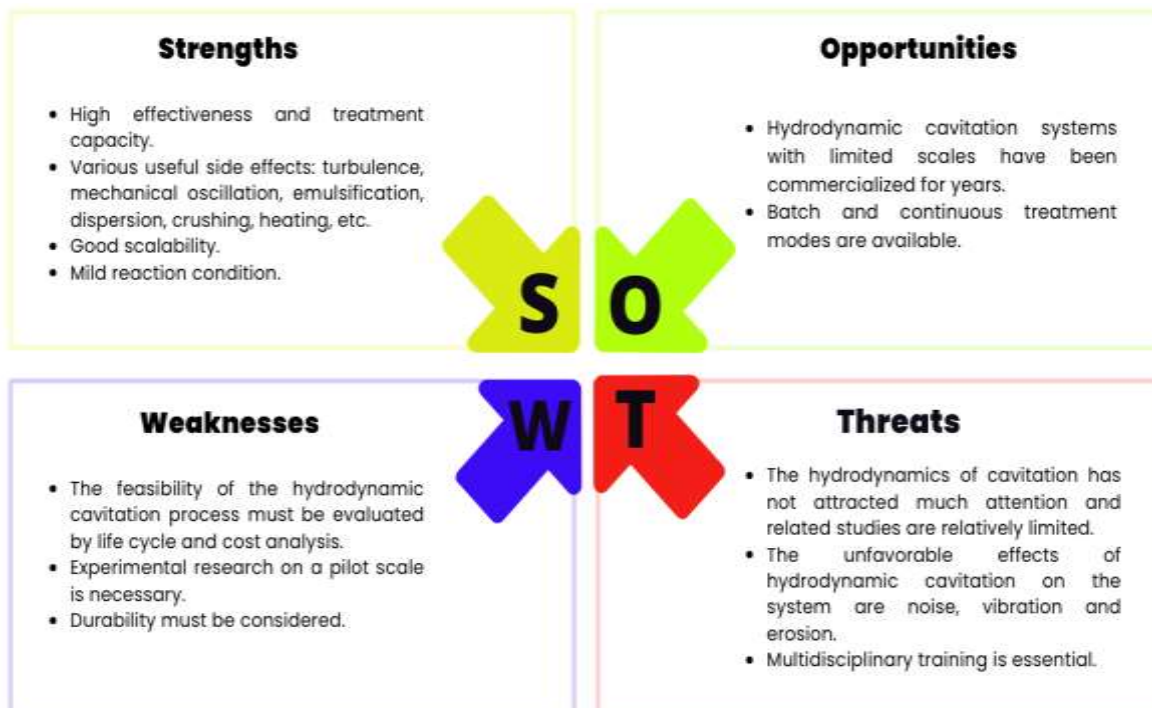 Strengths
• High effectiveness and treatment
capacity.
• Various useful side effects: turbulence,
mechanical oscillation, emulsification,
dispersion, crushing, heating, etc.
• Good scalability.
• Mild reaction condition.
Opportunities
• Hydrodynamic cavitation systems
with limited scales have been
commercialized for years.
• Batch and continuous treatment
modes are available.
S
O
W
T
Weaknesses
• The feasibility of the hydrodynamic
cavitation process must be evaluated
by life cycle and cost analysis.
• Experimental research on a pilot scale
is necessary.
• Durability must be considered.
Threats
• The hydrodynamics of cavitation has
not attracted much attention and
related studies are relatively limited.
• The unfavorable effects of
hydrodynamic cavitation on the
system are noise, vibration and
erosion.
• Multidisciplinary training is essential.